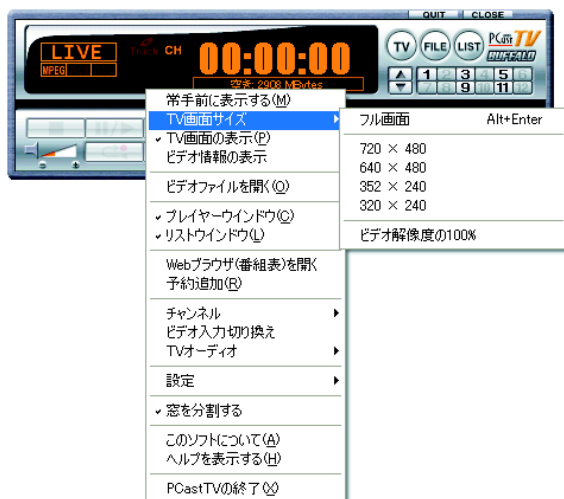 QUIT CLOSE
LIVE
MPEG
CH
00:00:00
空き: 2908 MBytes
TV FILE LIST
PCast TV
BUFFALO
1 2 3 4 5 6
7 8 9 10 11 12
常手前に表示する(M)
TV画面サイズ
TV画面の表示(P)
ビデオ情報の表示
ビデオファイルを開く(O)
プレイヤーウインドウ(C)
リストウインドウ(L)
Webブラウザ(番組表)を開く
予約追加(R)
チャンネル
ビデオ入力切り換え
TVオーディオ
設定
窓を分割する
このソフトについて(A)
ヘルプを表示する(H)
PCastTVの終了(X)
フル画面 Alt+Enter
720 × 480
640 × 480
352 × 240
320 × 240
ビデオ解像度の100%